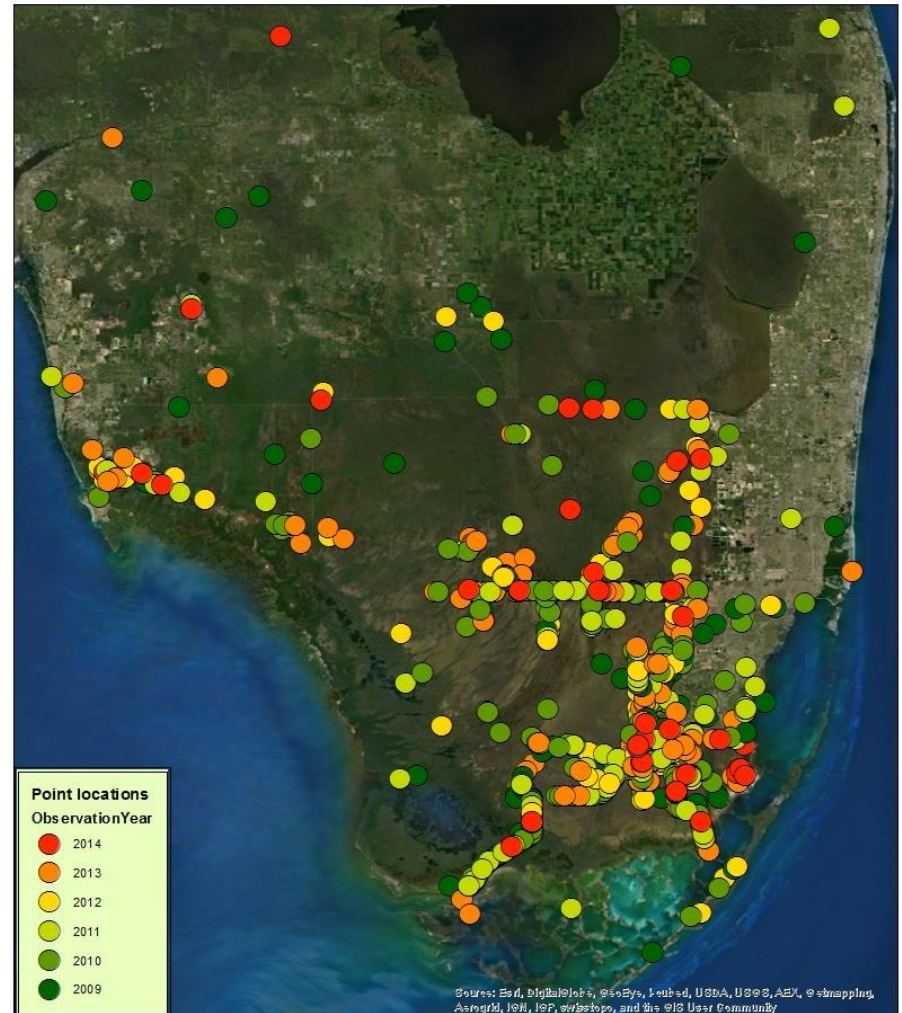 Point locations
ObservationYear
2014
2013
2012
2011
2010
2009
Source: Esri, DigitalGlobe, GeoEye, i-cubed, USDA, USGS, AEX, Getmapping,
Aerogrid, IGN, IGP, swisstopo, and the GIS User Community